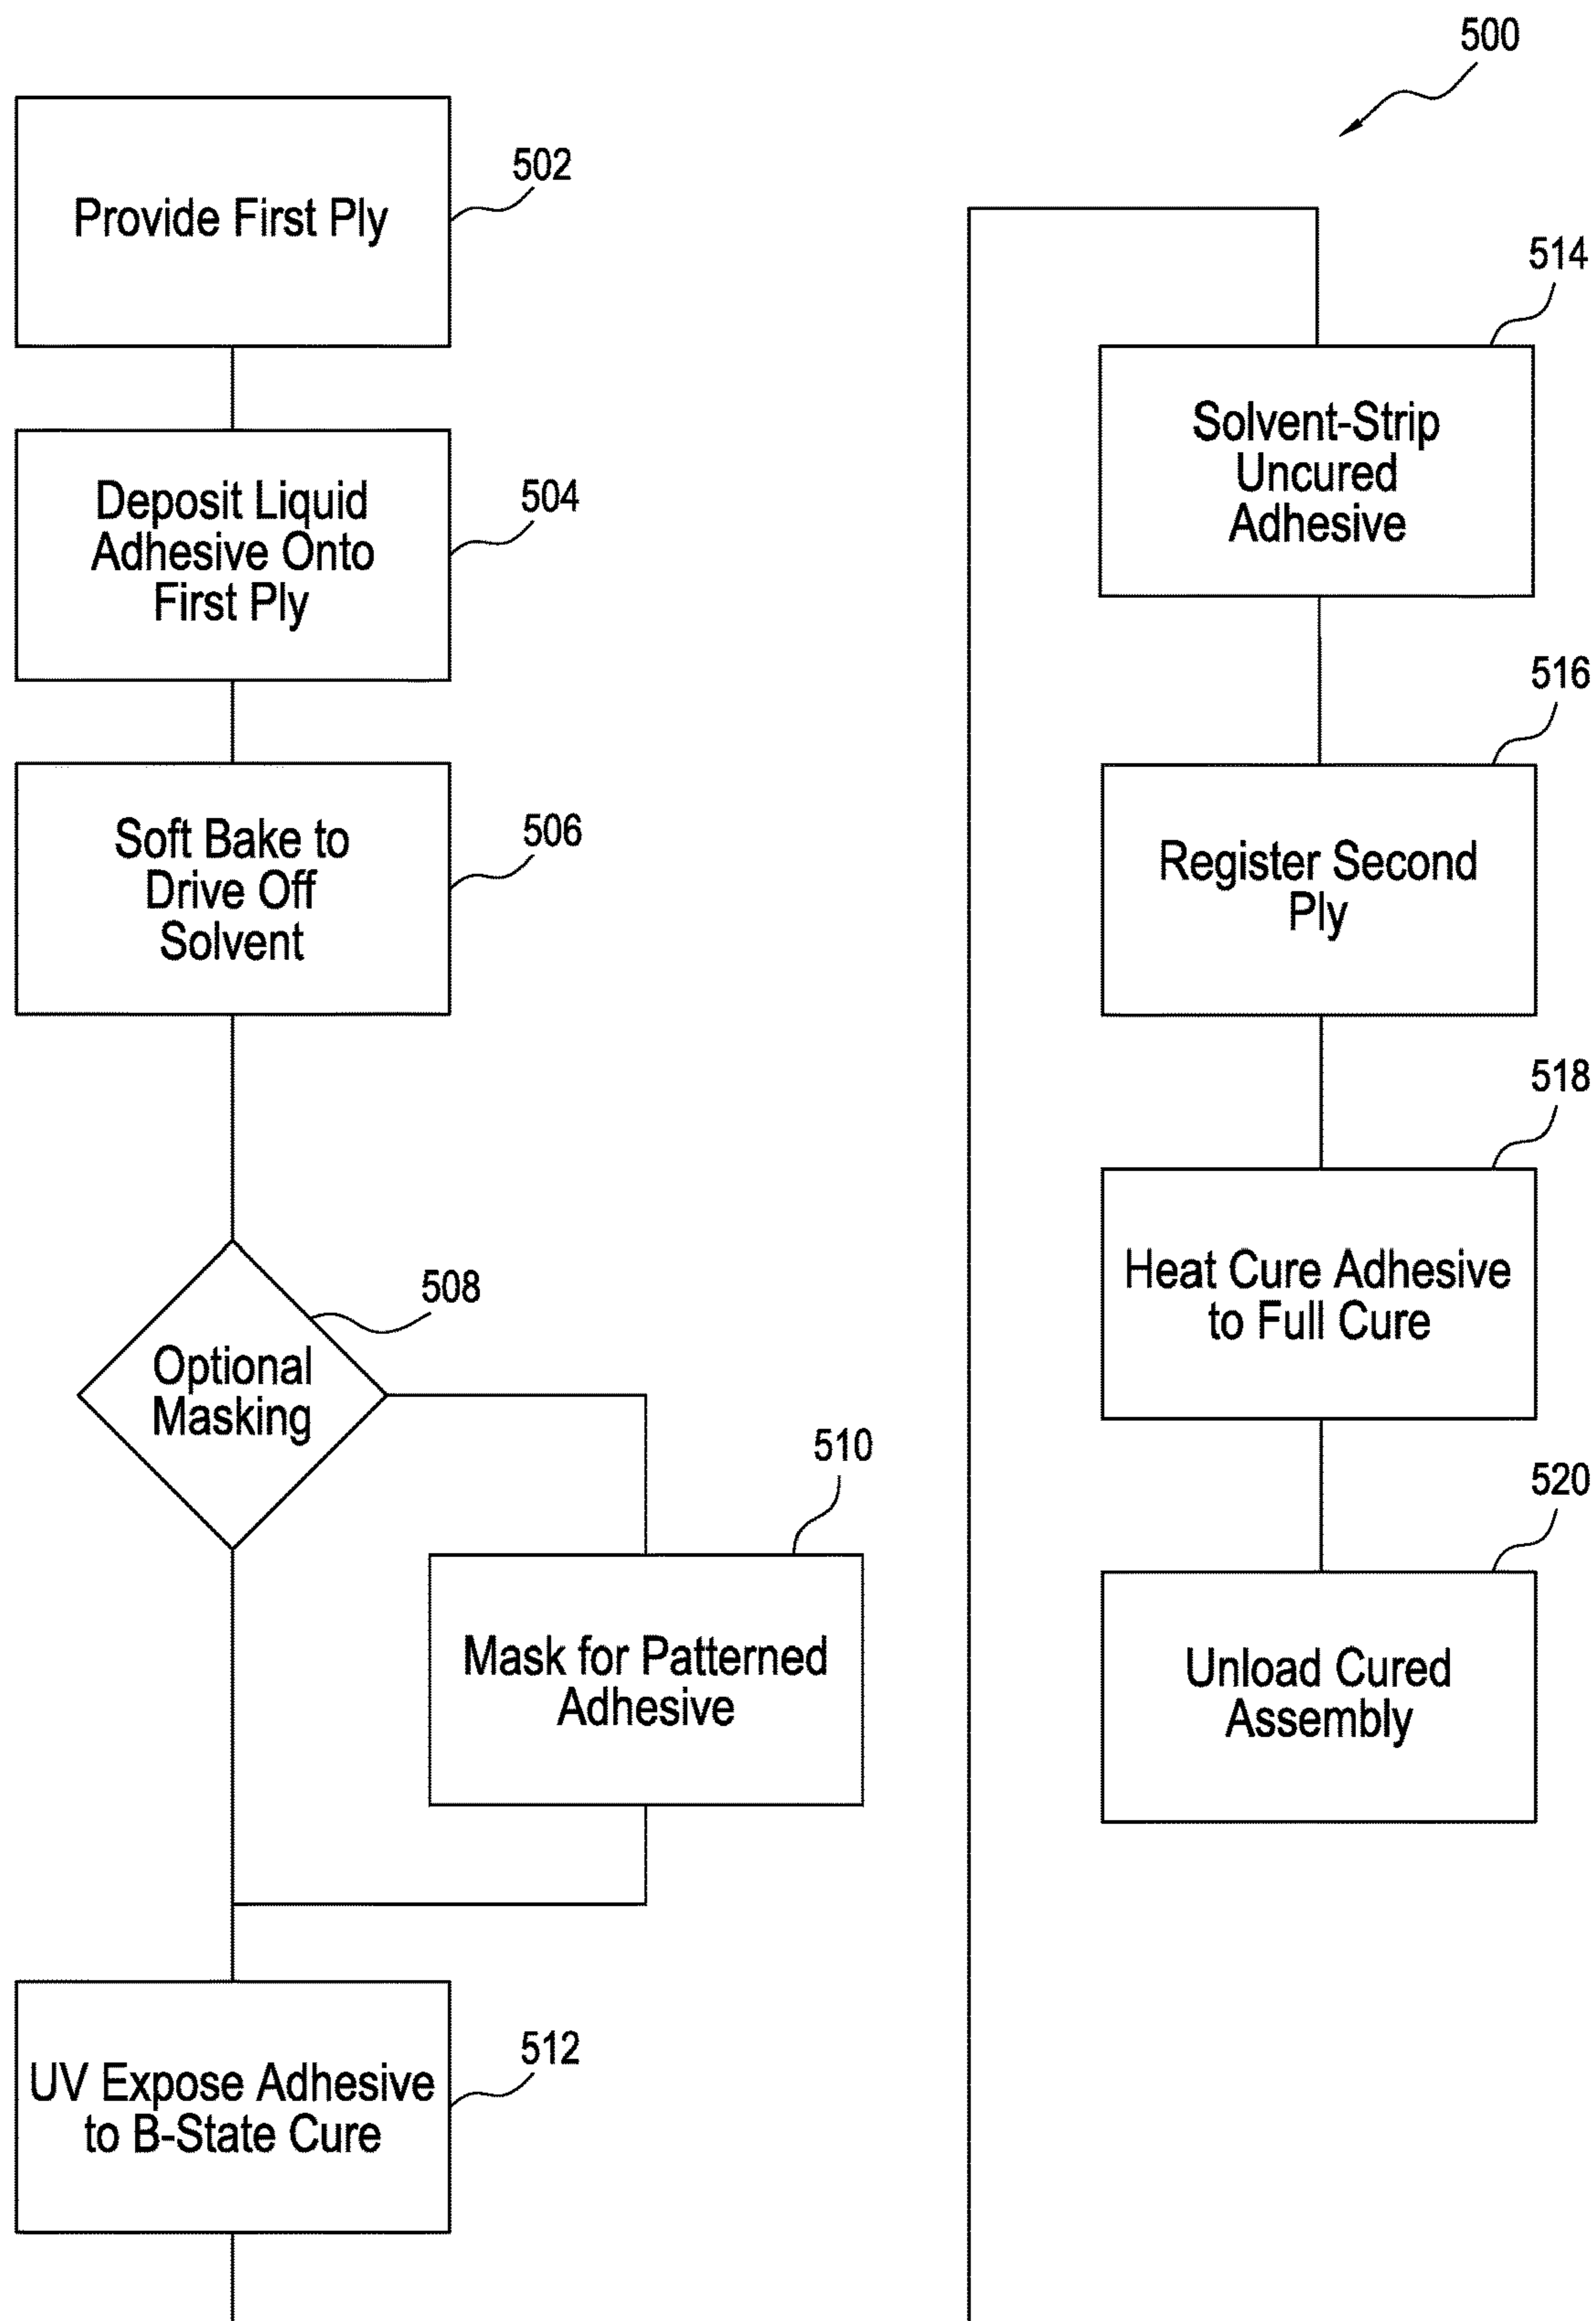 500
Provide First Ply
502
Deposit Liquid
Adhesive Onto
First Ply
504
Soft Bake to
Drive Off
Solvent
506
Optional
Masking
508
Mask for Patterned
Adhesive
510
UV Expose Adhesive
to B-State Cure
512
Solvent-Strip
Uncured
Adhesive
514
Register Second
Ply
516
Heat Cure Adhesive
to Full Cure
518
Unload Cured
Assembly
520